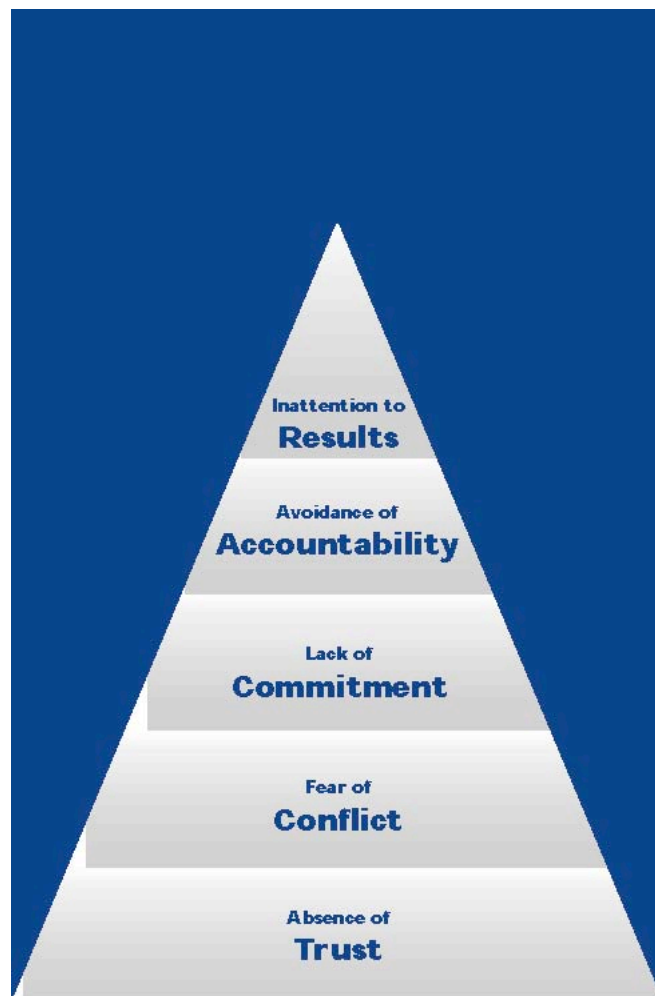 Inattention to
Results
Avoidance of
Accountability
Lack of
Commitment
Fear of
Conflict
Absence of
Trust